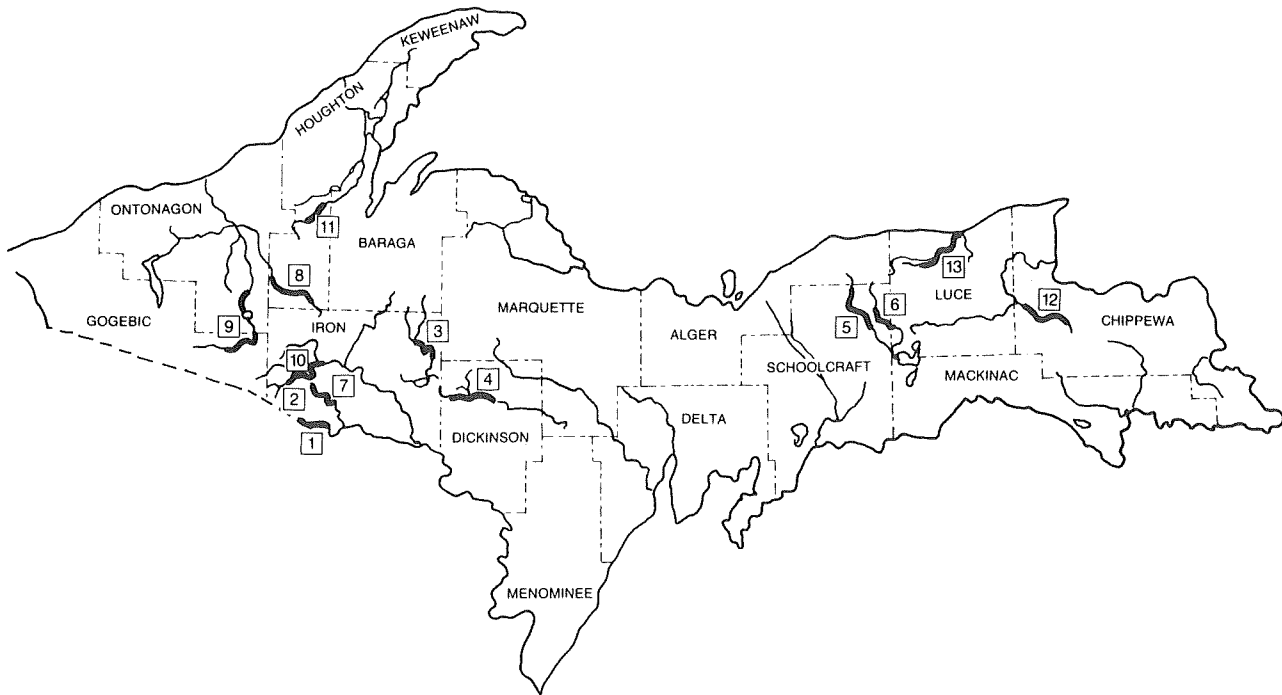 KEWEENAW
HOUGHTON
ONTONAGON
11
BARAGA
8
13
LUCE
12
6
MARQUETTE
GOGEBIC
9
IRON
3
5
CHIPPEWA
ALGER
10
SCHOOLCRAFT
MACKINAC
7
4
2
DELTA
1
DICKINSON
MENOMINEE